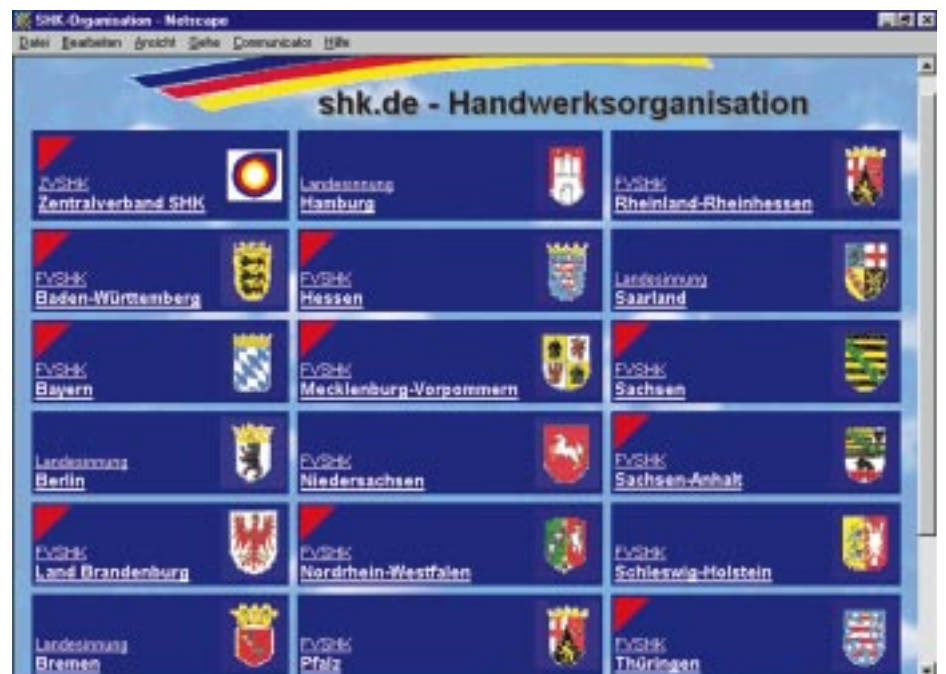 SHK-Organisation - Netscape
Datei Bearbeiten Ansicht Gehe Communicator Hilfe
shk.de - Handwerksorganisation
ZVSHK
Zentralverband SHK
Landesinnung
Hamburg
FVSHK
Rheinland-Rheinhessen
FVSHK
Baden-Württemberg
FVSHK
Hessen
Landesinnung
Saarland
FVSHK
Bayern
FVSHK
Mecklenburg-Vorpommern
FVSHK
Sachsen
Landesinnung
Berlin
FVSHK
Niedersachsen
FVSHK
Sachsen-Anhalt
FVSHK
Land Brandenburg
FVSHK
Nordrhein-Westfalen
FVSHK
Schleswig-Holstein
Landesinnung
Bremen
FVSHK
Pfalz
FVSHK
Thüringen